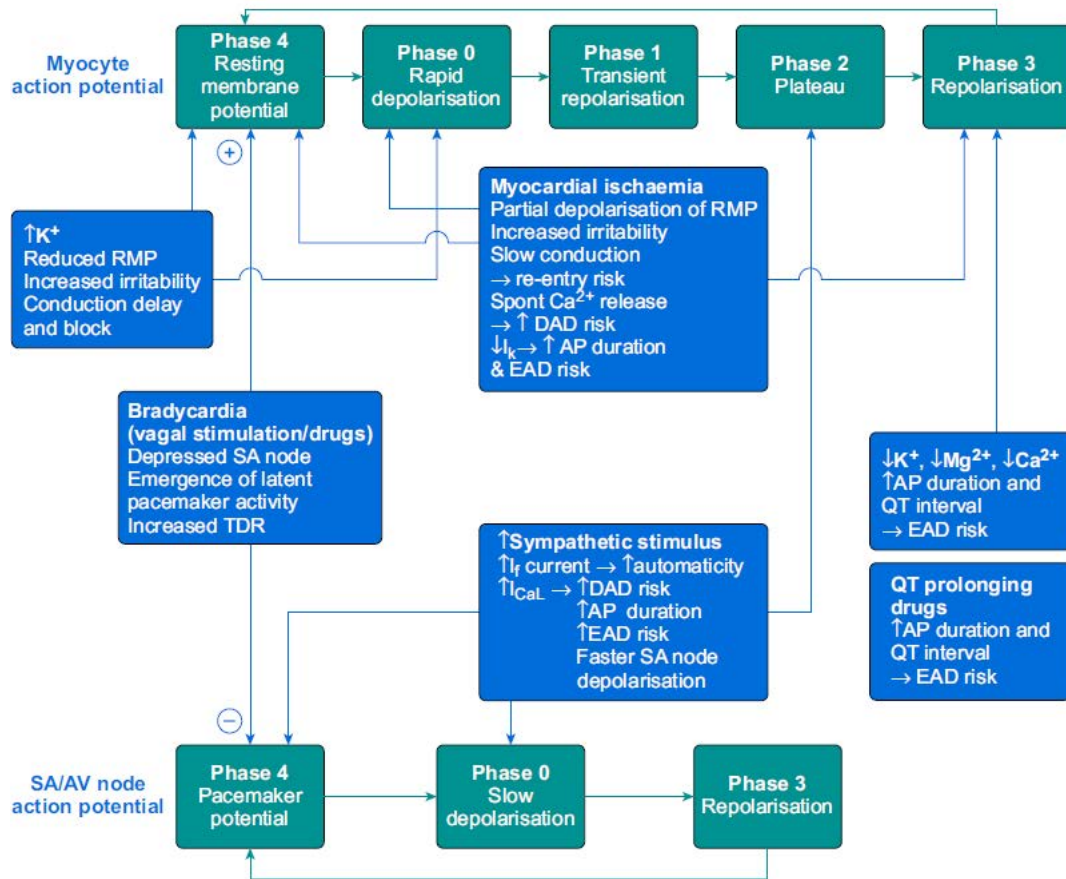 Myocyte
action potential
Phase 4
Resting
membrane
potential
Phase 0
Rapid
depolarisation
Phase 1
Transient
repolarisation
Phase 2
Plateau
Phase 3
Repolarisation
+
↑K⁺
Reduced RMP
Increased irritability
Conduction delay
and block
Myocardial ischaemia
Partial depolarisation of RMP
Increased irritability
Slow conduction
→ re-entry risk
Spont Ca²⁺ release
→ ↑ DAD risk
↓Iₖ→ ↑ AP duration
& EAD risk
Bradycardia
(vagal stimulation/drugs)
Depressed SA node
Emergence of latent
pacemaker activity
Increased TDR
↑Sympathetic stimulus
↑I_f current → ↑automaticity
↑I_CaL → ↑DAD risk
↑AP duration
↑EAD risk
Faster SA node
depolarisation
↓K⁺, ↓Mg²⁺, ↓Ca²⁺
↑AP duration and
QT interval
→ EAD risk
QT prolonging
drugs
↑AP duration and
QT interval
→ EAD risk
−
SA/AV node
action potential
Phase 4
Pacemaker
potential
Phase 0
Slow
depolarisation
Phase 3
Repolarisation